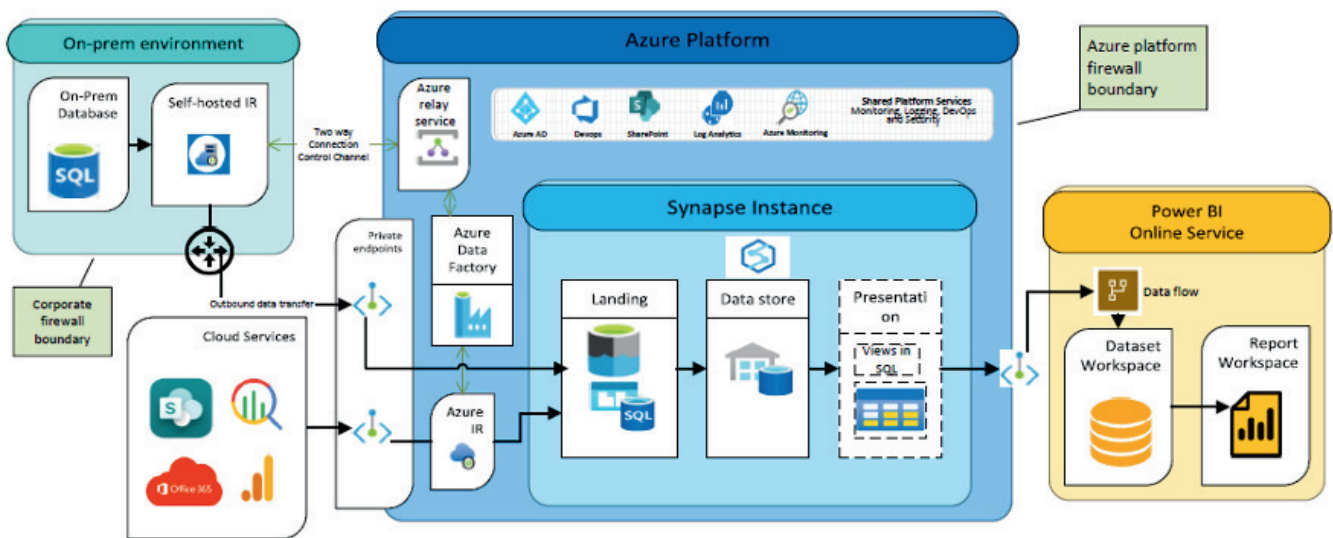 On-prem environment
On-Prem
Database
SQL
Self-hosted IR
Two way
Connection
Control Channel
Corporate
firewall
boundary
Outbound data transfer
Cloud Services
S
Office 365
Private
endpoints
Azure Platform
Azure
relay
service
Azure AD
Devops
SharePoint
Log Analytics
Azure Monitoring
Shared Platform Services
Monitoring, Logging, DevOps
and Security
Azure platform
firewall
boundary
Azure
Data
Factory
Azure
IR
Synapse Instance
Landing
SQL
Data store
Presentati
on
Views in
SQL
Power BI
Online Service
Data flow
Dataset
Workspace
Report
Workspace